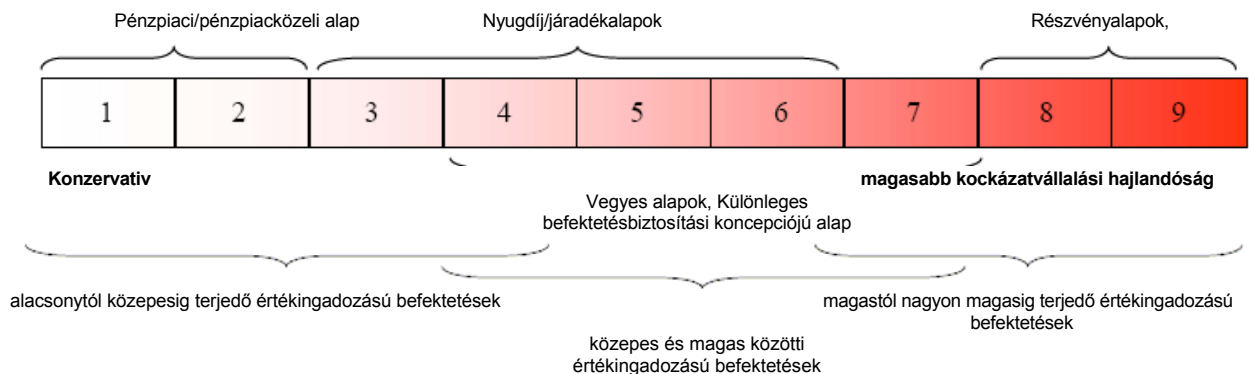 Pénzpiaci/pénzpiacközeli alap
Nyugdíj/járadékalapok
Részvényalapok,
1 2 3 4 5 6 7 8 9
Konzervativ
magasabb kockázatvállalási hajlandóság
Vegyes alapok, Különleges
befektetésbiztosítási koncepciójú alap
alacsonytól közepesig terjedő értékingadozású befektetések
magastól nagyon magasig terjedő értékingadozású
befektetések
közepes és magas közötti
értékingadozású befektetések